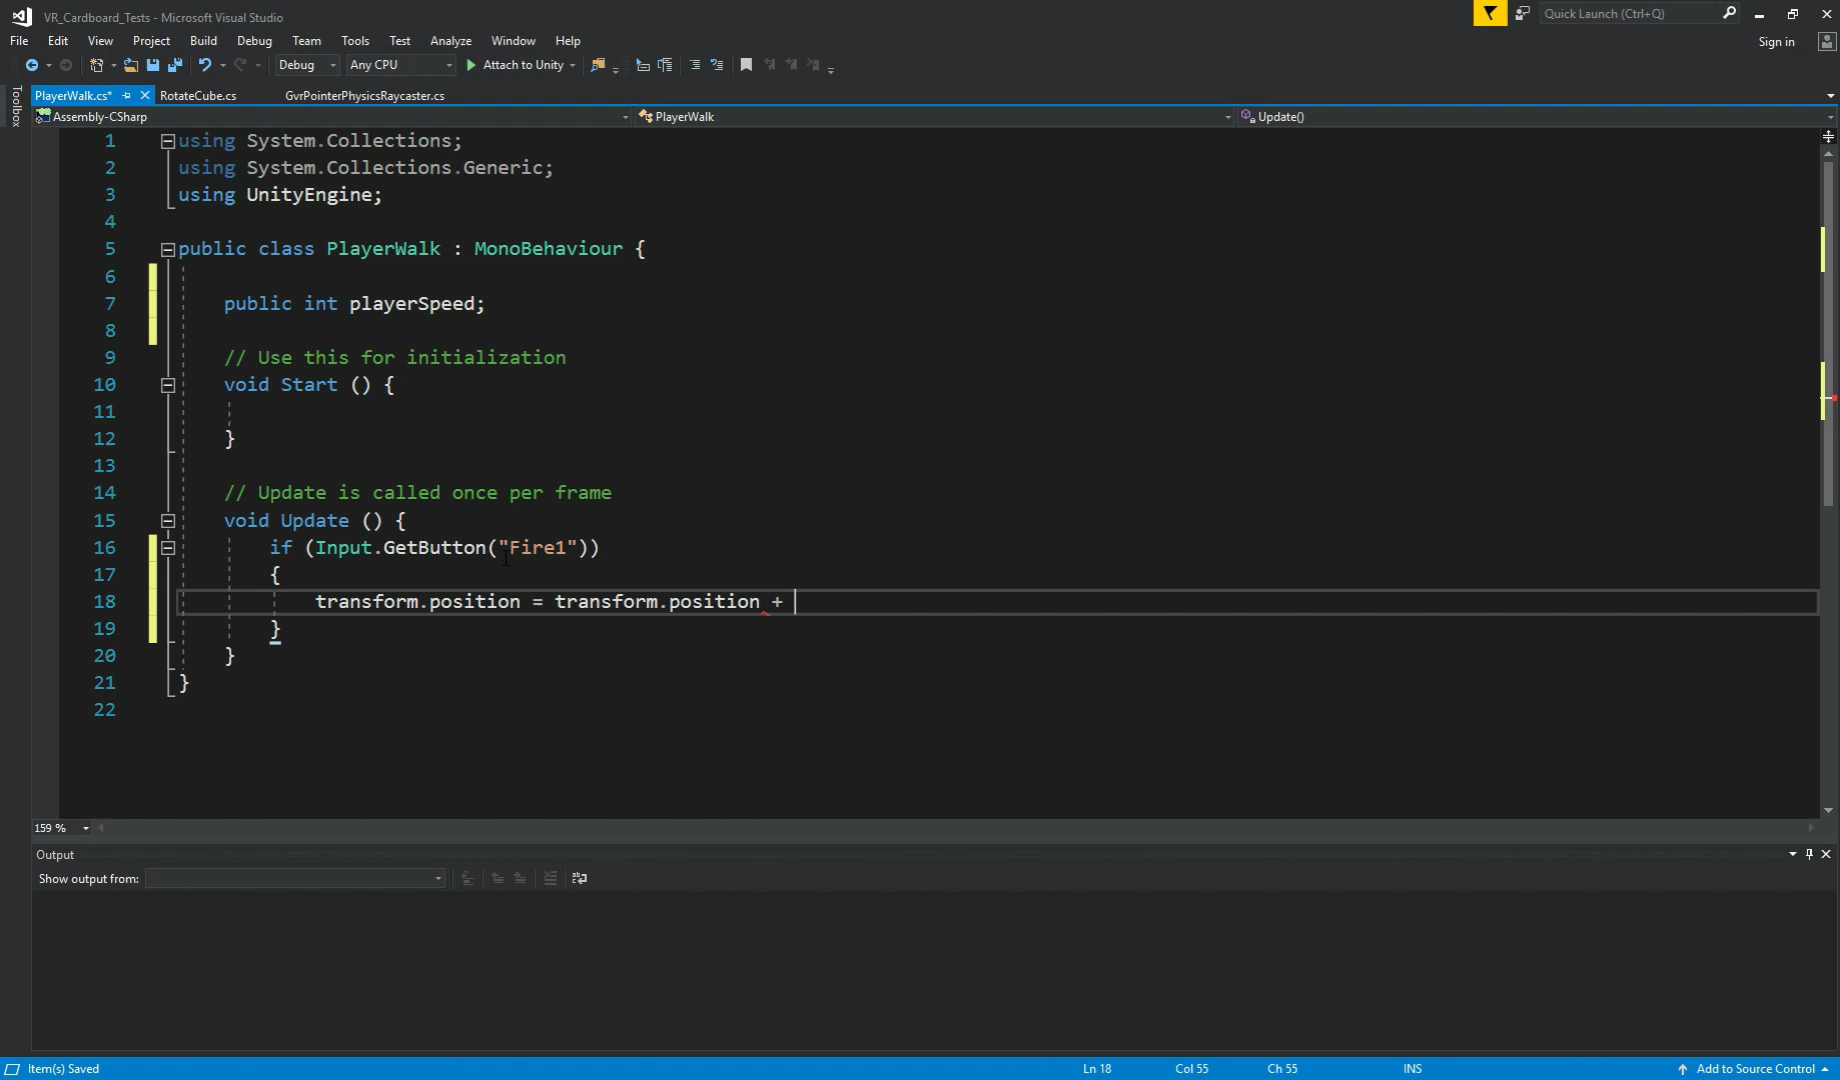 VR_Cardboard_Tests - Microsoft Visual Studio
Quick Launch (Ctrl+Q)
File Edit View Project Build Debug Team Tools Test Analyze Window Help
Sign in
Debug Any CPU Attach to Unity
Toolbox
PlayerWalk.cs* RotateCube.cs GvrPointerPhysicsRaycaster.cs
Assembly-CSharp PlayerWalk Update()
1 using System.Collections;
2 using System.Collections.Generic;
3 using UnityEngine;
4
5 public class PlayerWalk : MonoBehaviour {
6
7 public int playerSpeed;
8
9 // Use this for initialization
10 void Start () {
11
12 }
13
14 // Update is called once per frame
15 void Update () {
16 if (Input.GetButton("Fire1"))
17 {
18 transform.position = transform.position +
19 }
20 }
21 }
22
159 %
Output
Show output from:
Item(s) Saved Ln 18 Col 55 Ch 55 INS Add to Source Control